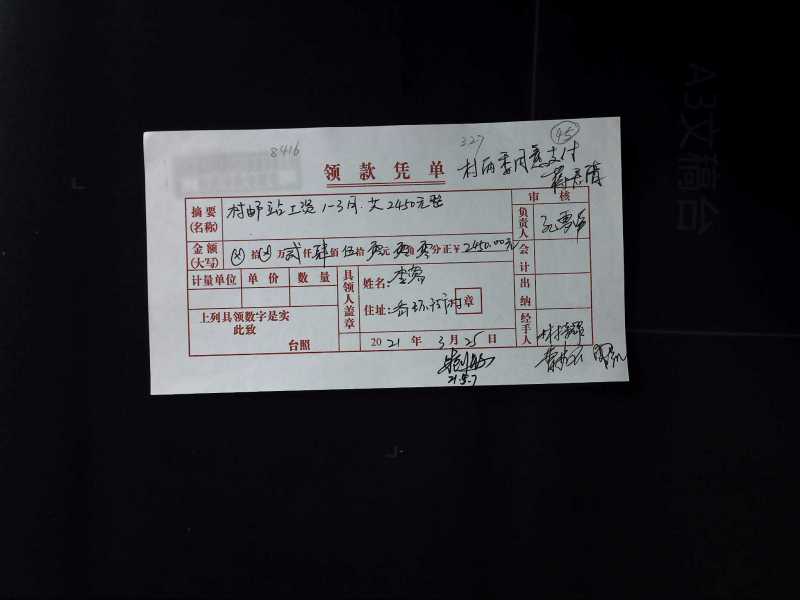 8416
327
45
领款凭单
村两委同意支付
审核
摘要
(名称)
村邮站工资1-3月.共2450元整
负责人
金额
(大写)
⊗拾⊗万贰仟肆佰伍拾零元零角零分正¥2450.00元
会计
计量单位 单价 数量
具领人盖章
姓名:李
出纳
住址:
章
上列具领数字是实
此致
台照
2021年3月25日
经手人
21.5.7
A3文稿台